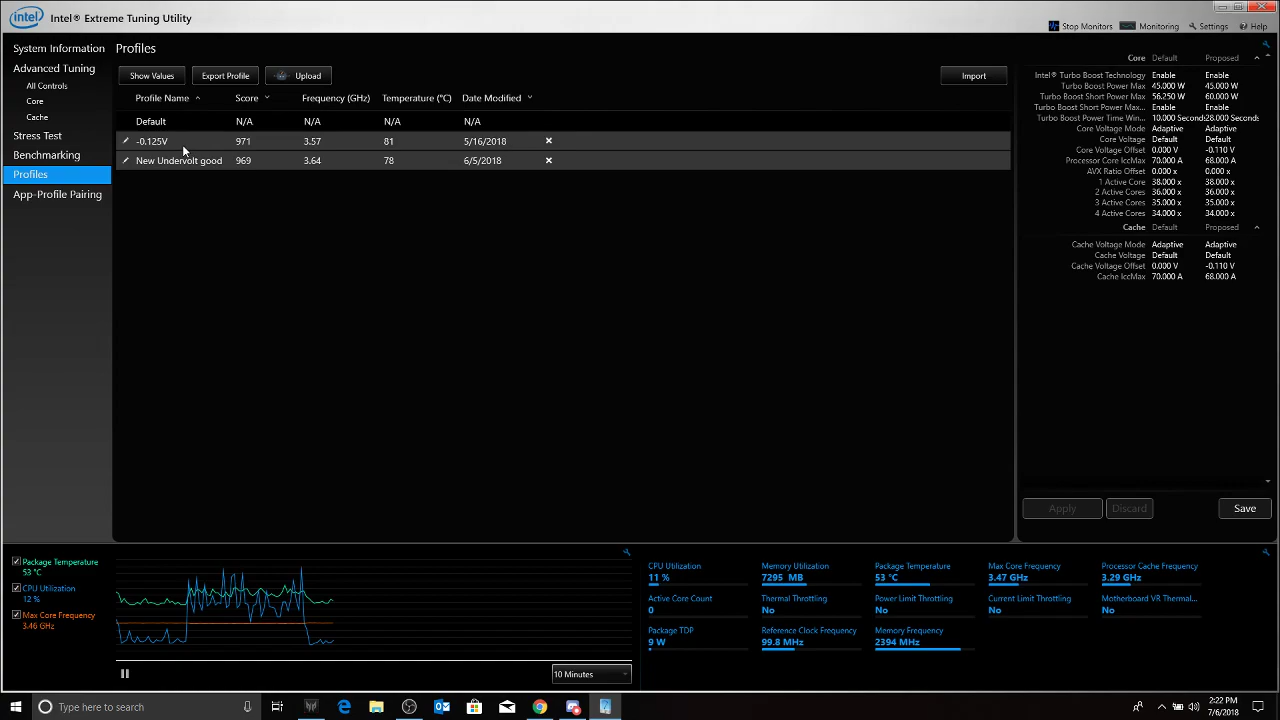 intel Intel® Extreme Tuning Utility
Stop Monitors Monitoring Settings Help
System Information
Advanced Tuning
All Controls
Core
Cache
Stress Test
Benchmarking
Profiles
App-Profile Pairing
Profiles
Show Values Export Profile Upload Import
Profile Name Score Frequency (GHz) Temperature (°C) Date Modified
Default N/A N/A N/A N/A
-0.125V 971 3.57 81 5/16/2018
New Undervolt good 969 3.64 78 6/5/2018
Core Default Proposed
Intel® Turbo Boost Technology Enable Enable
Turbo Boost Power Max 45.000 W 45.000 W
Turbo Boost Short Power Max 56.250 W 60.000 W
Turbo Boost Short Power Max... Enable Enable
Turbo Boost Power Time Win... 10.000 Seconds 28.000 Seconds
Core Voltage Mode Adaptive Adaptive
Core Voltage Default Default
Core Voltage Offset 0.000 V -0.110 V
Processor Core IccMax 70.000 A 68.000 A
AVX Ratio Offset 0.000 x 0.000 x
1 Active Core 38.000 x 38.000 x
2 Active Cores 36.000 x 36.000 x
3 Active Cores 35.000 x 35.000 x
4 Active Cores 34.000 x 34.000 x
Cache Default Proposed
Cache Voltage Mode Adaptive Adaptive
Cache Voltage Default Default
Cache Voltage Offset 0.000 V -0.110 V
Cache IccMax 70.000 A 68.000 A
Apply Discard Save
Package Temperature
53 °C
CPU Utilization
12 %
Max Core Frequency
3.46 GHz
10 Minutes
CPU Utilization Memory Utilization Package Temperature Max Core Frequency Processor Cache Frequency
11 % 7295 MB 53 °C 3.47 GHz 3.29 GHz
Active Core Count Thermal Throttling Power Limit Throttling Current Limit Throttling Motherboard VR Thermal...
0 No No No No
Package TDP Reference Clock Frequency Memory Frequency
9 W 99.8 MHz 2394 MHz
Type here to search
2:22 PM
7/6/2018